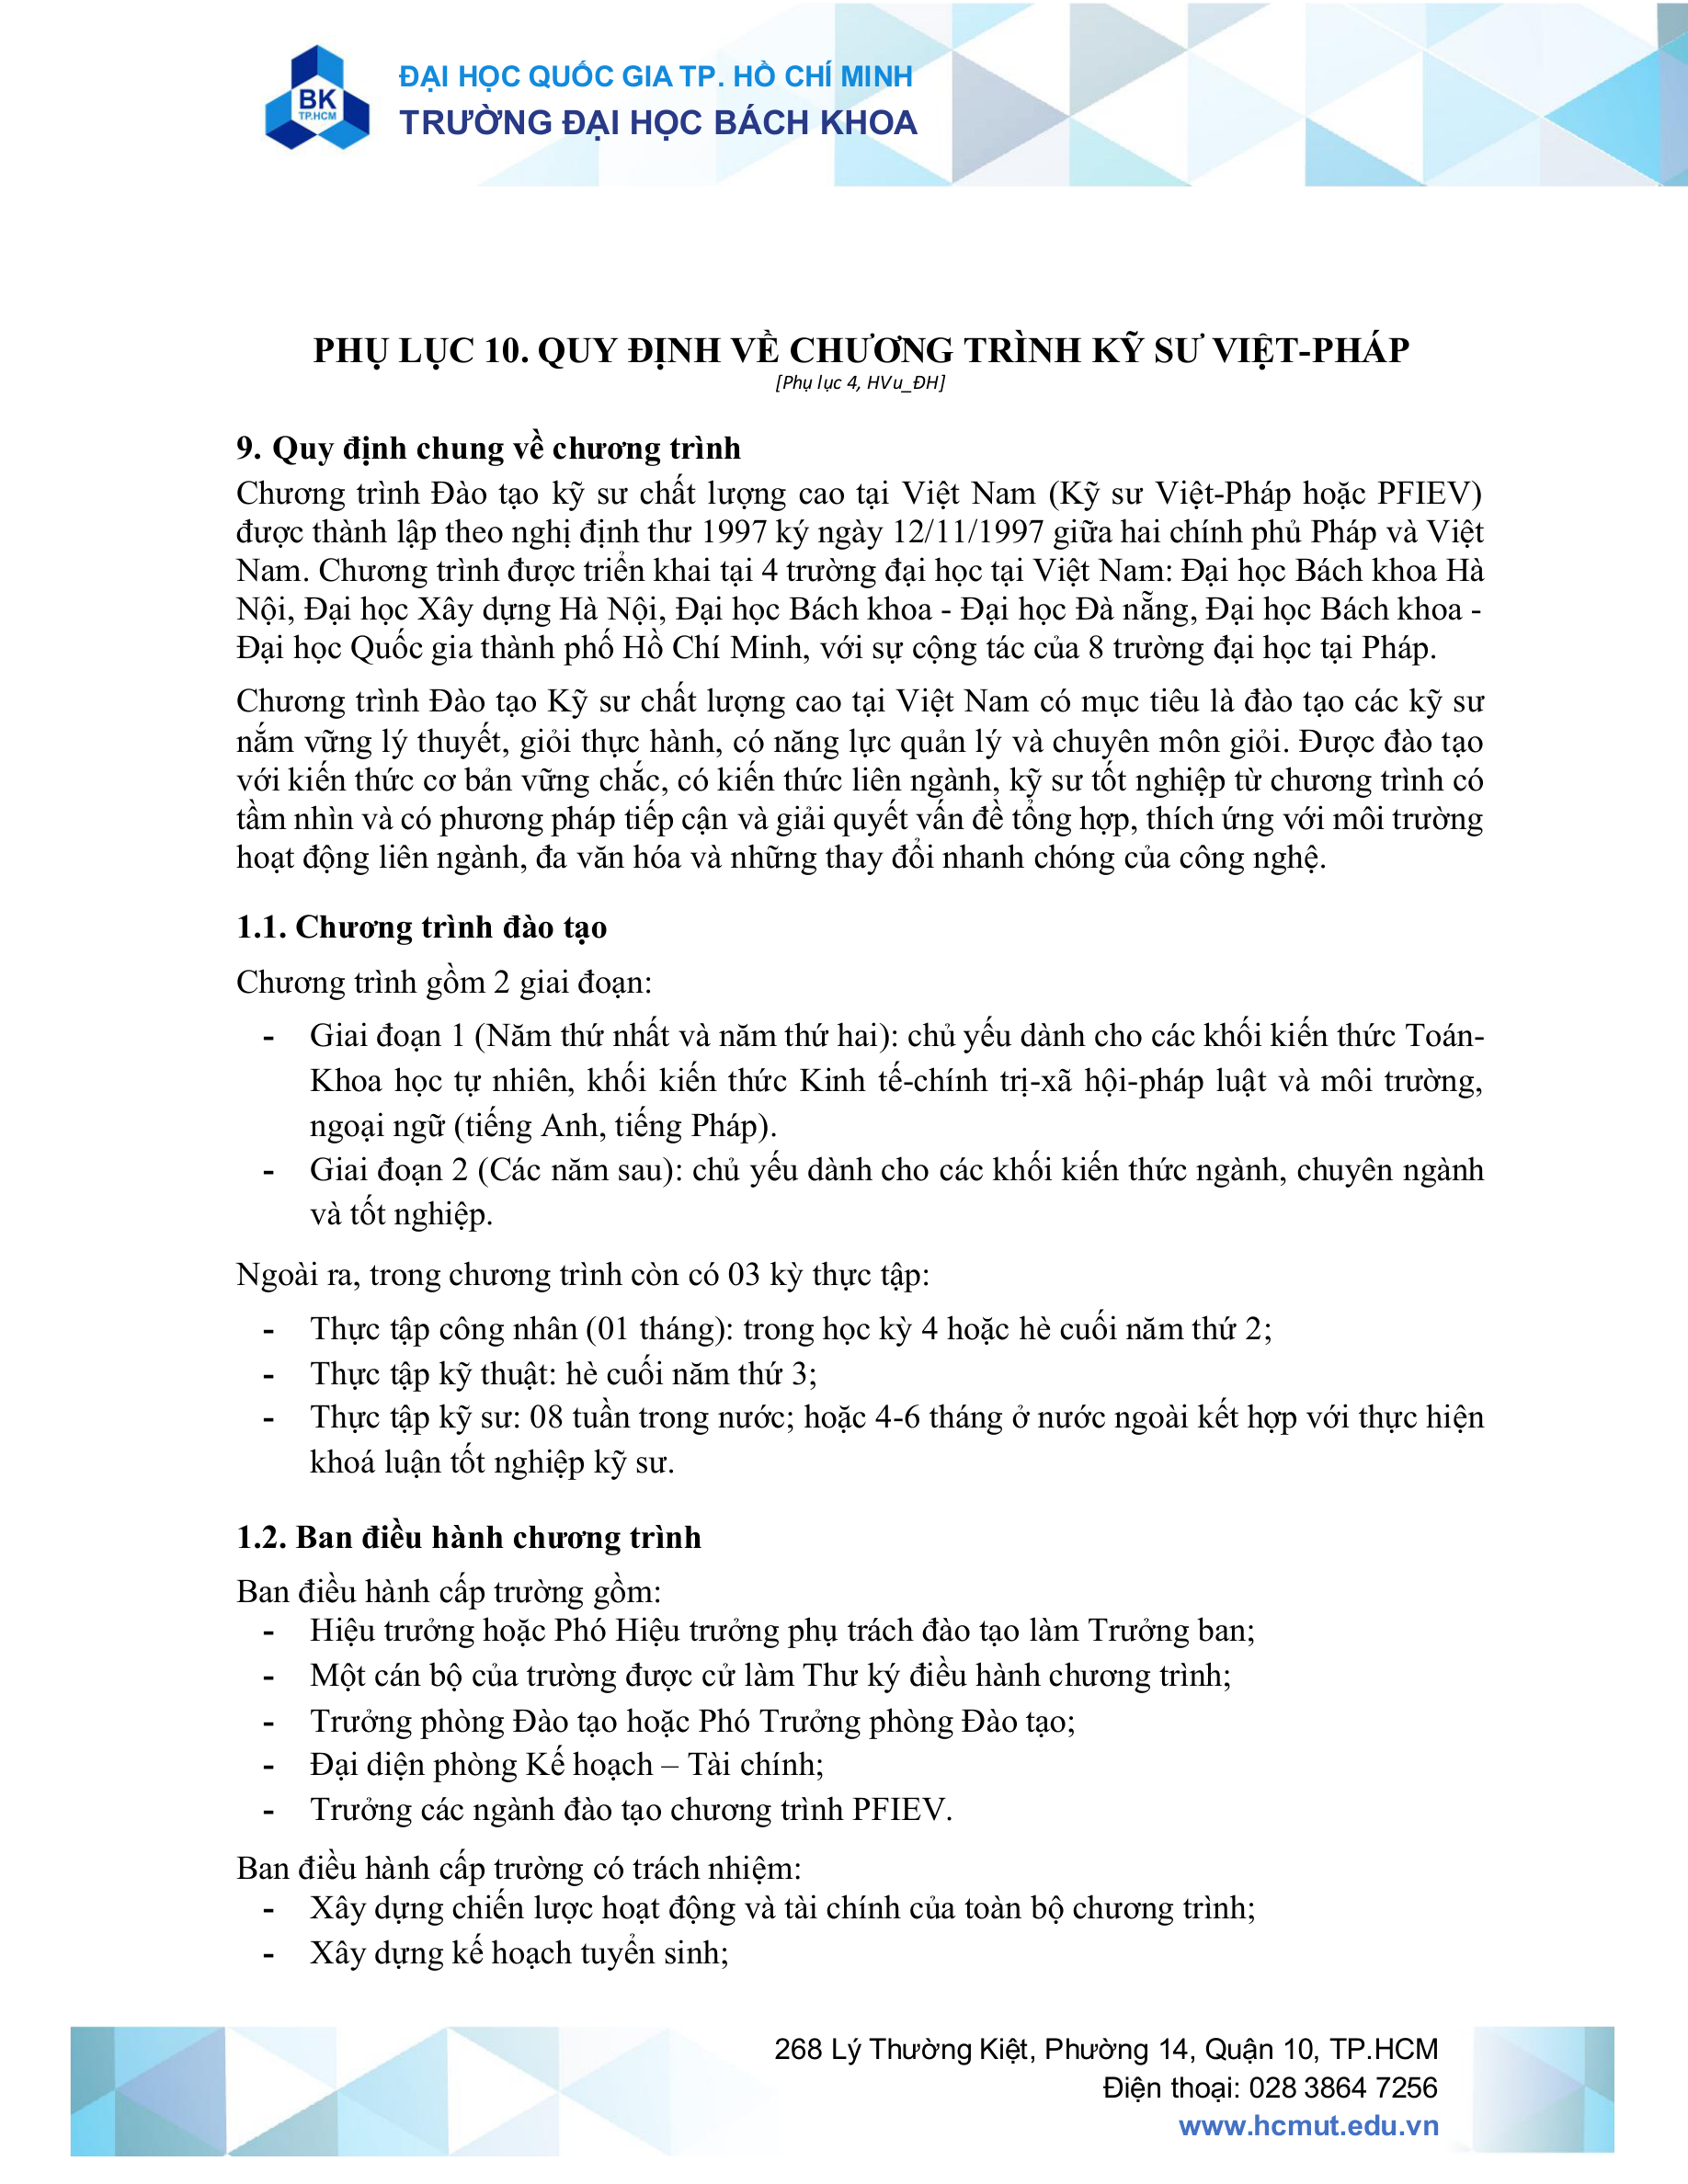 BK
TP.HCM
ĐẠI HỌC QUỐC GIA TP. HỒ CHÍ MINH
TRƯỜNG ĐẠI HỌC BÁCH KHOA
PHỤ LỤC 10. QUY ĐỊNH VỀ CHƯƠNG TRÌNH KỸ SƯ VIỆT-PHÁP
[Phụ lục 4, HVu_ĐH]
9. Quy định chung về chương trình
Chương trình Đào tạo kỹ sư chất lượng cao tại Việt Nam (Kỹ sư Việt-Pháp hoặc PFIEV)
được thành lập theo nghị định thư 1997 ký ngày 12/11/1997 giữa hai chính phủ Pháp và Việt
Nam. Chương trình được triển khai tại 4 trường đại học tại Việt Nam: Đại học Bách khoa Hà
Nội, Đại học Xây dựng Hà Nội, Đại học Bách khoa - Đại học Đà nẵng, Đại học Bách khoa -
Đại học Quốc gia thành phố Hồ Chí Minh, với sự cộng tác của 8 trường đại học tại Pháp.
Chương trình Đào tạo Kỹ sư chất lượng cao tại Việt Nam có mục tiêu là đào tạo các kỹ sư
nắm vững lý thuyết, giỏi thực hành, có năng lực quản lý và chuyên môn giỏi. Được đào tạo
với kiến thức cơ bản vững chắc, có kiến thức liên ngành, kỹ sư tốt nghiệp từ chương trình có
tầm nhìn và có phương pháp tiếp cận và giải quyết vấn đề tổng hợp, thích ứng với môi trường
hoạt động liên ngành, đa văn hóa và những thay đổi nhanh chóng của công nghệ.
1.1. Chương trình đào tạo
Chương trình gồm 2 giai đoạn:
- Giai đoạn 1 (Năm thứ nhất và năm thứ hai): chủ yếu dành cho các khối kiến thức Toán-
Khoa học tự nhiên, khối kiến thức Kinh tế-chính trị-xã hội-pháp luật và môi trường,
ngoại ngữ (tiếng Anh, tiếng Pháp).
- Giai đoạn 2 (Các năm sau): chủ yếu dành cho các khối kiến thức ngành, chuyên ngành
và tốt nghiệp.
Ngoài ra, trong chương trình còn có 03 kỳ thực tập:
- Thực tập công nhân (01 tháng): trong học kỳ 4 hoặc hè cuối năm thứ 2;
- Thực tập kỹ thuật: hè cuối năm thứ 3;
- Thực tập kỹ sư: 08 tuần trong nước; hoặc 4-6 tháng ở nước ngoài kết hợp với thực hiện
khoá luận tốt nghiệp kỹ sư.
1.2. Ban điều hành chương trình
Ban điều hành cấp trường gồm:
- Hiệu trưởng hoặc Phó Hiệu trưởng phụ trách đào tạo làm Trưởng ban;
- Một cán bộ của trường được cử làm Thư ký điều hành chương trình;
- Trưởng phòng Đào tạo hoặc Phó Trưởng phòng Đào tạo;
- Đại diện phòng Kế hoạch – Tài chính;
- Trưởng các ngành đào tạo chương trình PFIEV.
Ban điều hành cấp trường có trách nhiệm:
- Xây dựng chiến lược hoạt động và tài chính của toàn bộ chương trình;
- Xây dựng kế hoạch tuyển sinh;
268 Lý Thường Kiệt, Phường 14, Quận 10, TP.HCM
Điện thoại: 028 3864 7256
www.hcmut.edu.vn